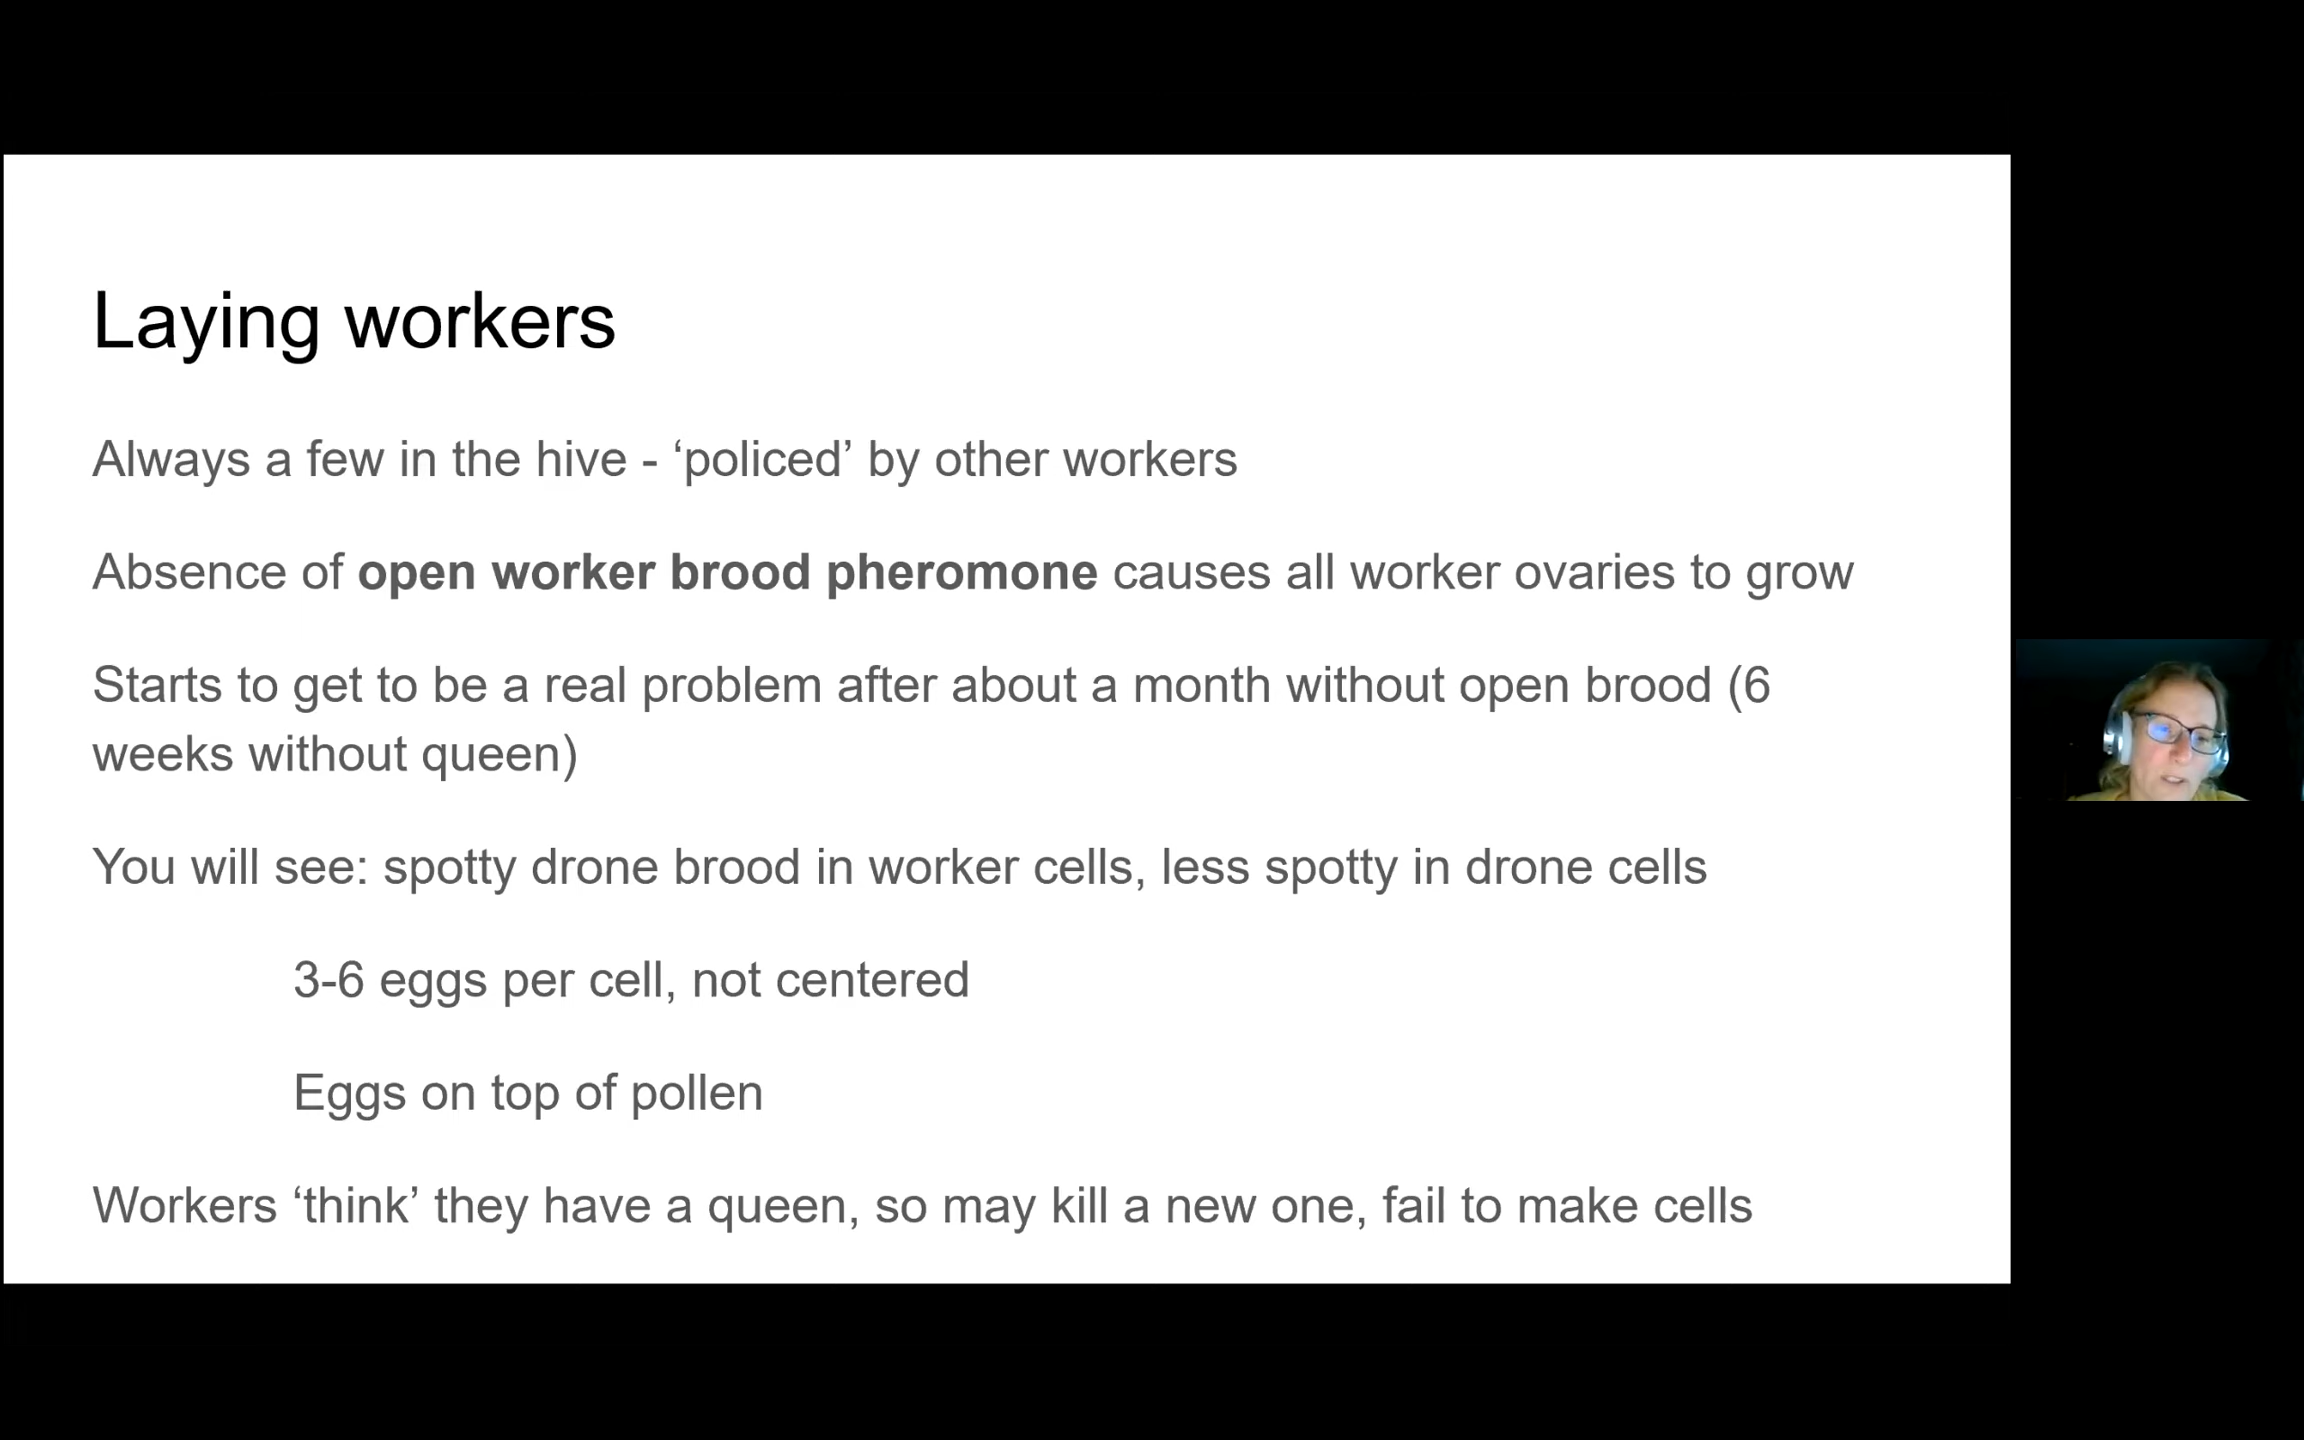 Laying workers
Always a few in the hive - ‘policed’ by other workers
Absence of open worker brood pheromone causes all worker ovaries to grow
Starts to get to be a real problem after about a month without open brood (6
weeks without queen)
You will see: spotty drone brood in worker cells, less spotty in drone cells
3-6 eggs per cell, not centered
Eggs on top of pollen
Workers ‘think’ they have a queen, so may kill a new one, fail to make cells